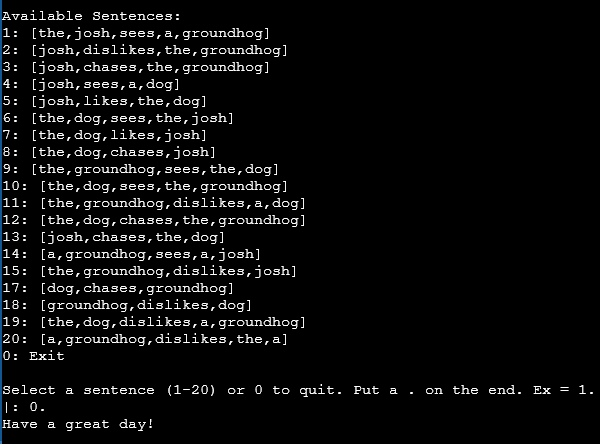 Available Sentences:
1: [the,josh,sees,a,groundhog]
2: [josh,dislikes,the,groundhog]
3: [josh,chases,the,groundhog]
4: [josh,sees,a,dog]
5: [josh,likes,the,dog]
6: [the,dog,sees,the,josh]
7: [the,dog,likes,josh]
8: [the,dog,chases,josh]
9: [the,groundhog,sees,the,dog]
10: [the,dog,sees,the,groundhog]
11: [the,groundhog,dislikes,a,dog]
12: [the,dog,chases,the,groundhog]
13: [josh,chases,the,dog]
14: [a,groundhog,sees,a,josh]
15: [the,groundhog,dislikes,josh]
17: [dog,chases,groundhog]
18: [groundhog,dislikes,dog]
19: [the,dog,dislikes,a,groundhog]
20: [a,groundhog,dislikes,the,a]
0: Exit
Select a sentence (1-20) or 0 to quit. Put a . on the end. Ex = 1.
|: 0.
Have a great day!